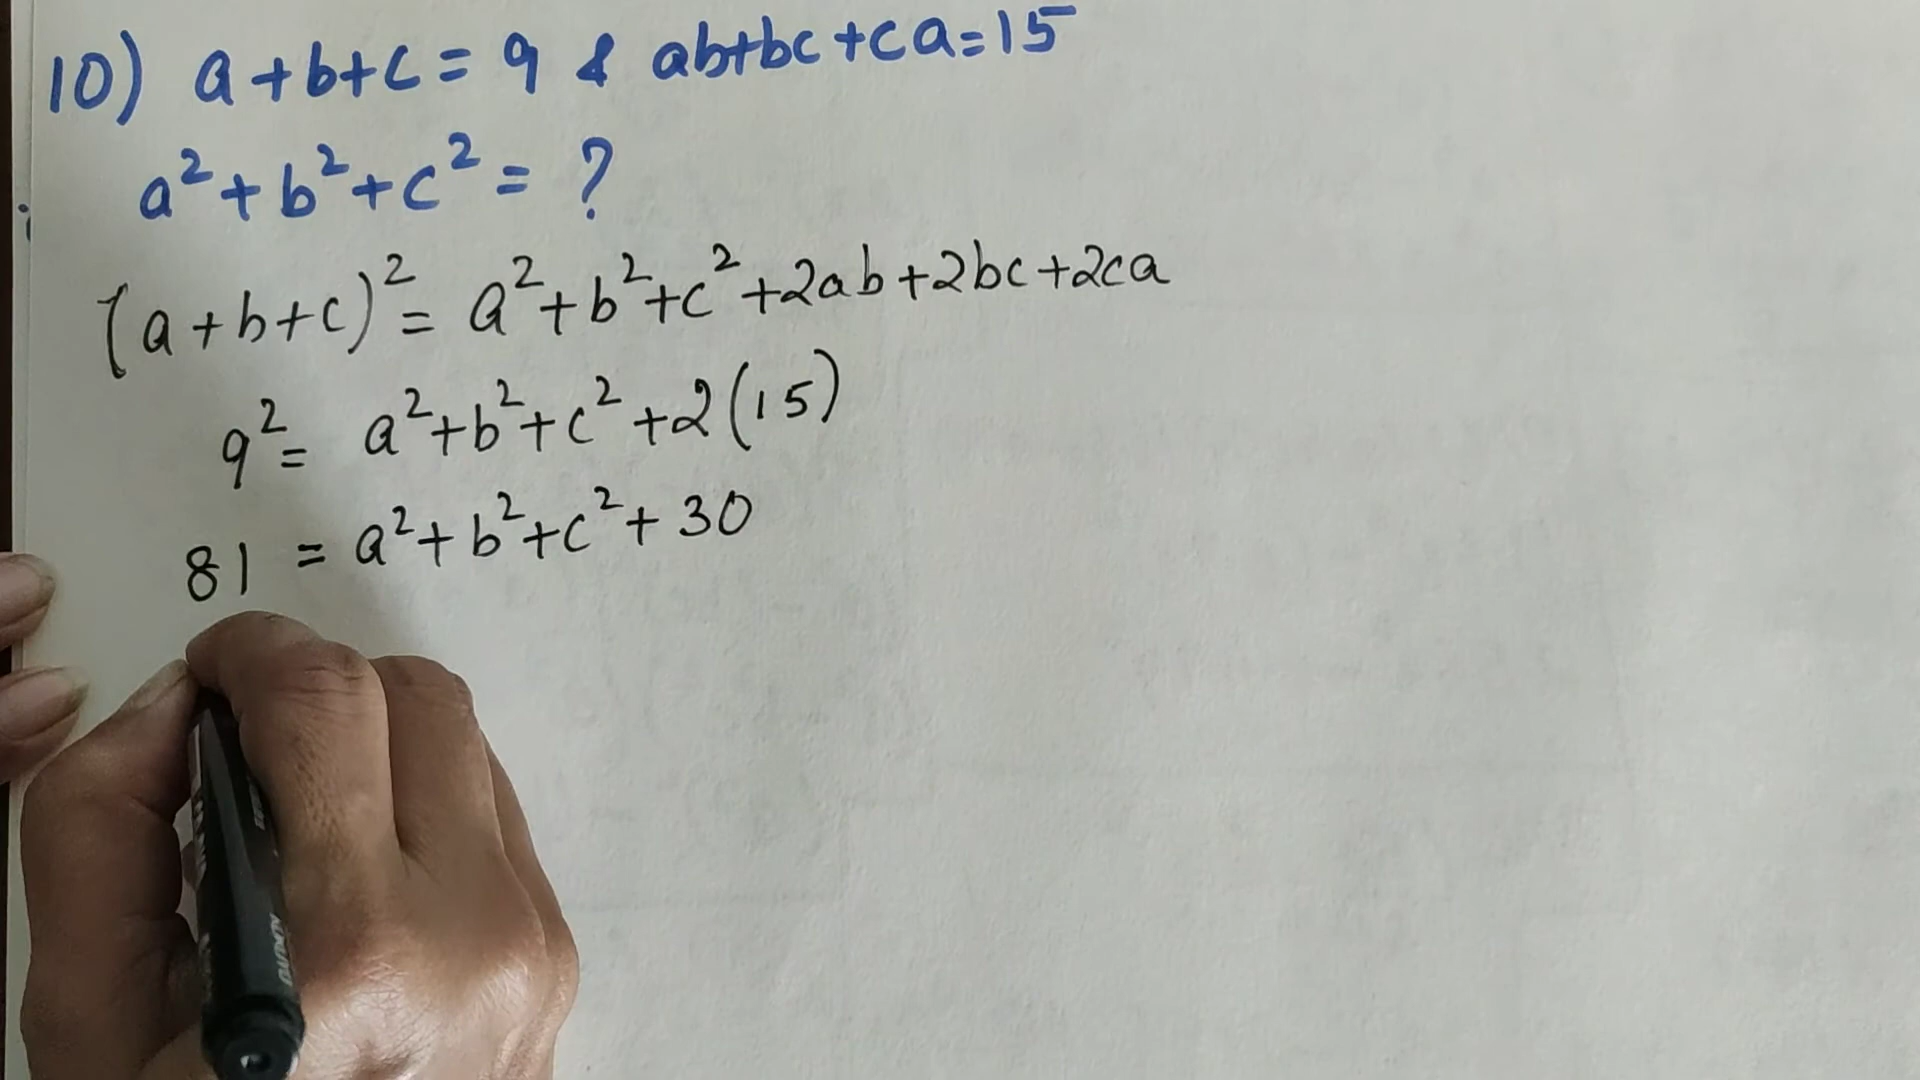 10) a+b+c = 9 & ab+bc+ca=15
a²+b²+c² = ?
(a+b+c)² = a²+b²+c²+2ab+2bc+2ca
9² = a²+b²+c²+2(15)
81 = a²+b²+c²+30